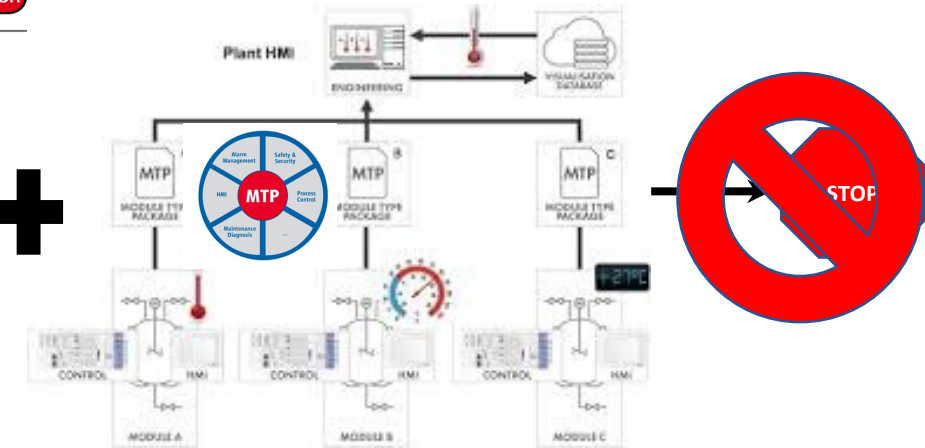 Plant HMI
ENGINEERING
VISUALISATION
DATABASE
MTP
MODULE TYPE
PACKAGE
Alarm
Management
Safety &
Security
HMI
MTP
Process
Control
Maintenance
Diagnosis
...
B
MTP
MODULE TYPE
PACKAGE
C
MTP
MODULE TYPE
PACKAGE
STOP
+27°C
CONTROL
HMI
MODULE A
CONTROL
HMI
MODULE B
CONTROL
HMI
MODULE C